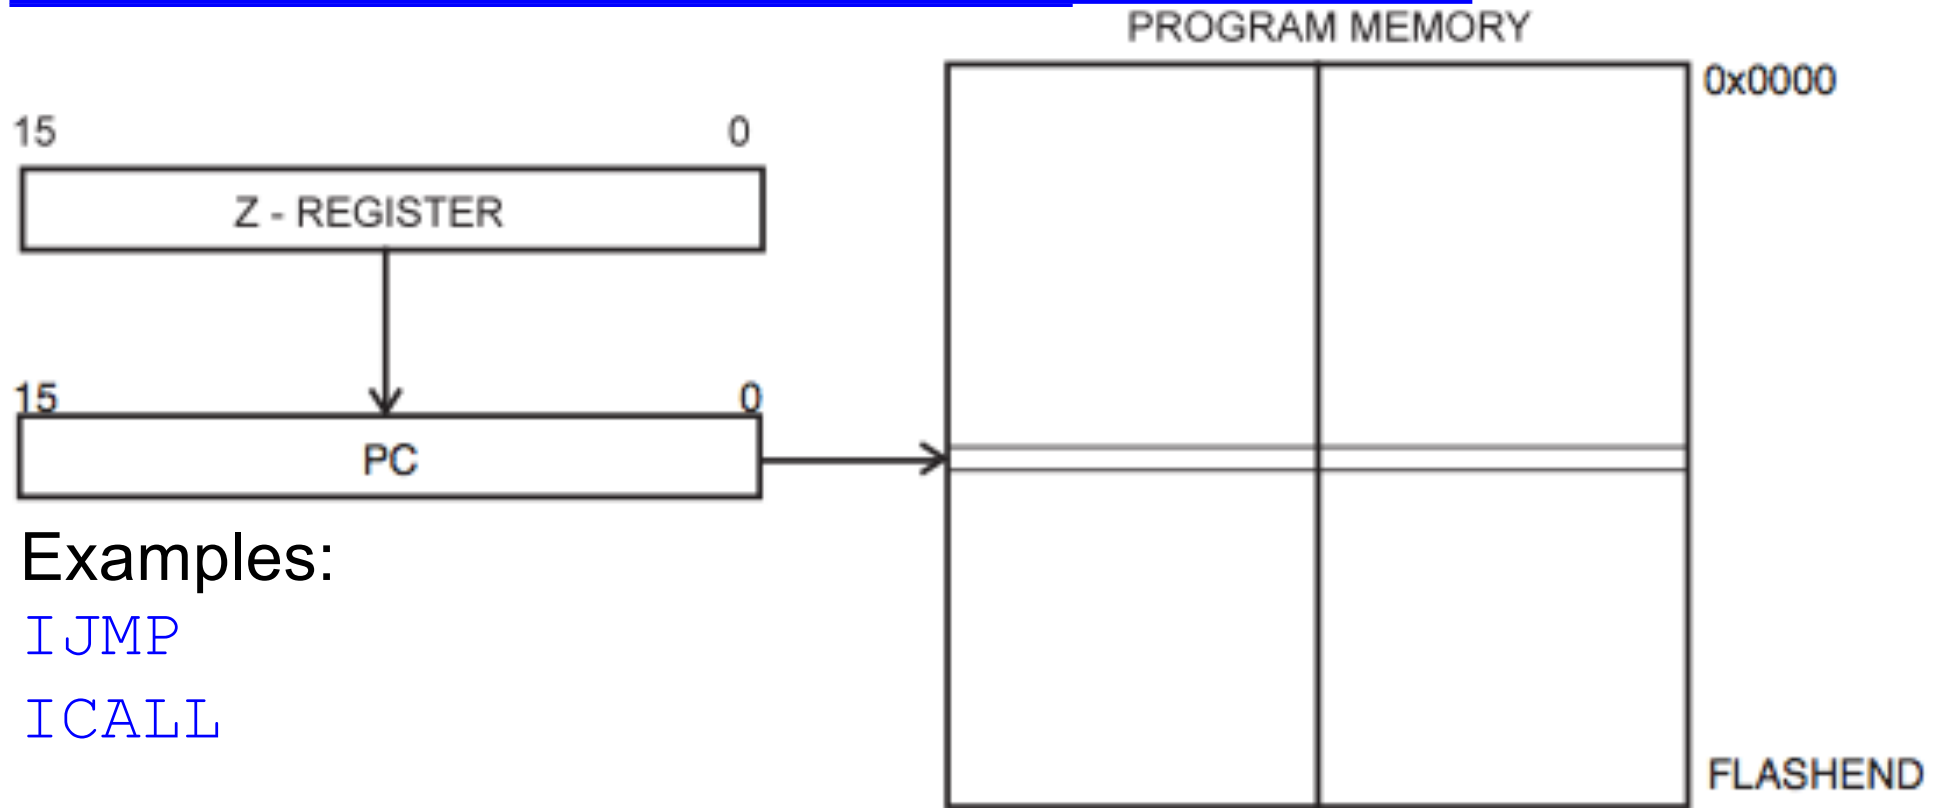 PROGRAM MEMORY
0x0000
15 0
Z - REGISTER
15 0
PC
Examples:
IJMP
ICALL
FLASHEND